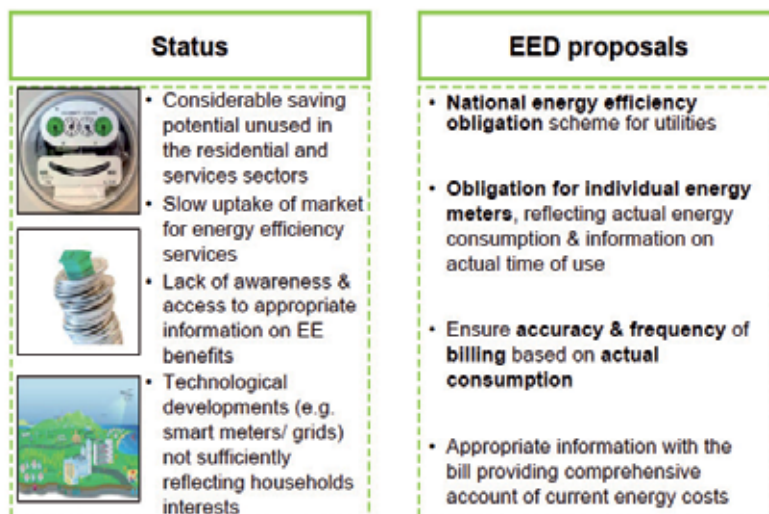 Status
• Considerable saving
potential unused in
the residential and
services sectors
• Slow uptake of market
for energy efficiency
services
• Lack of awareness &
access to appropriate
information on EE
benefits
• Technological
developments (e.g.
smart meters/ grids)
not sufficiently
reflecting households
interests
EED proposals
• National energy efficiency
obligation scheme for utilities
• Obligation for individual energy
meters, reflecting actual energy
consumption & information on
actual time of use
• Ensure accuracy & frequency of
billing based on actual
consumption
• Appropriate information with the
bill providing comprehensive
account of current energy costs